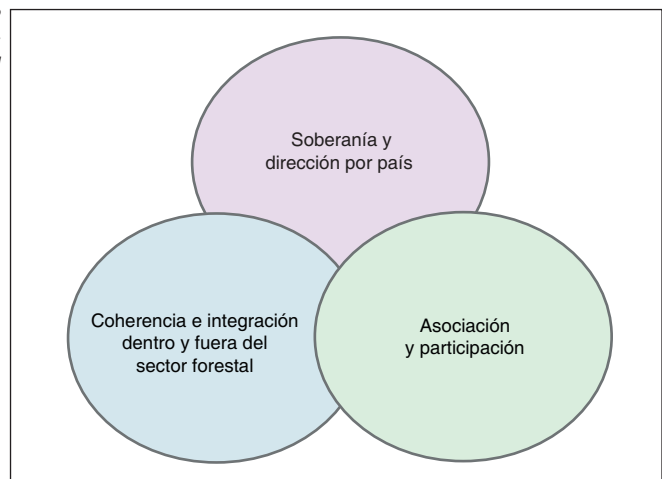 Soberanía y
dirección por país
Coherencia e integración
dentro y fuera del
sector forestal
Asociación
y participación